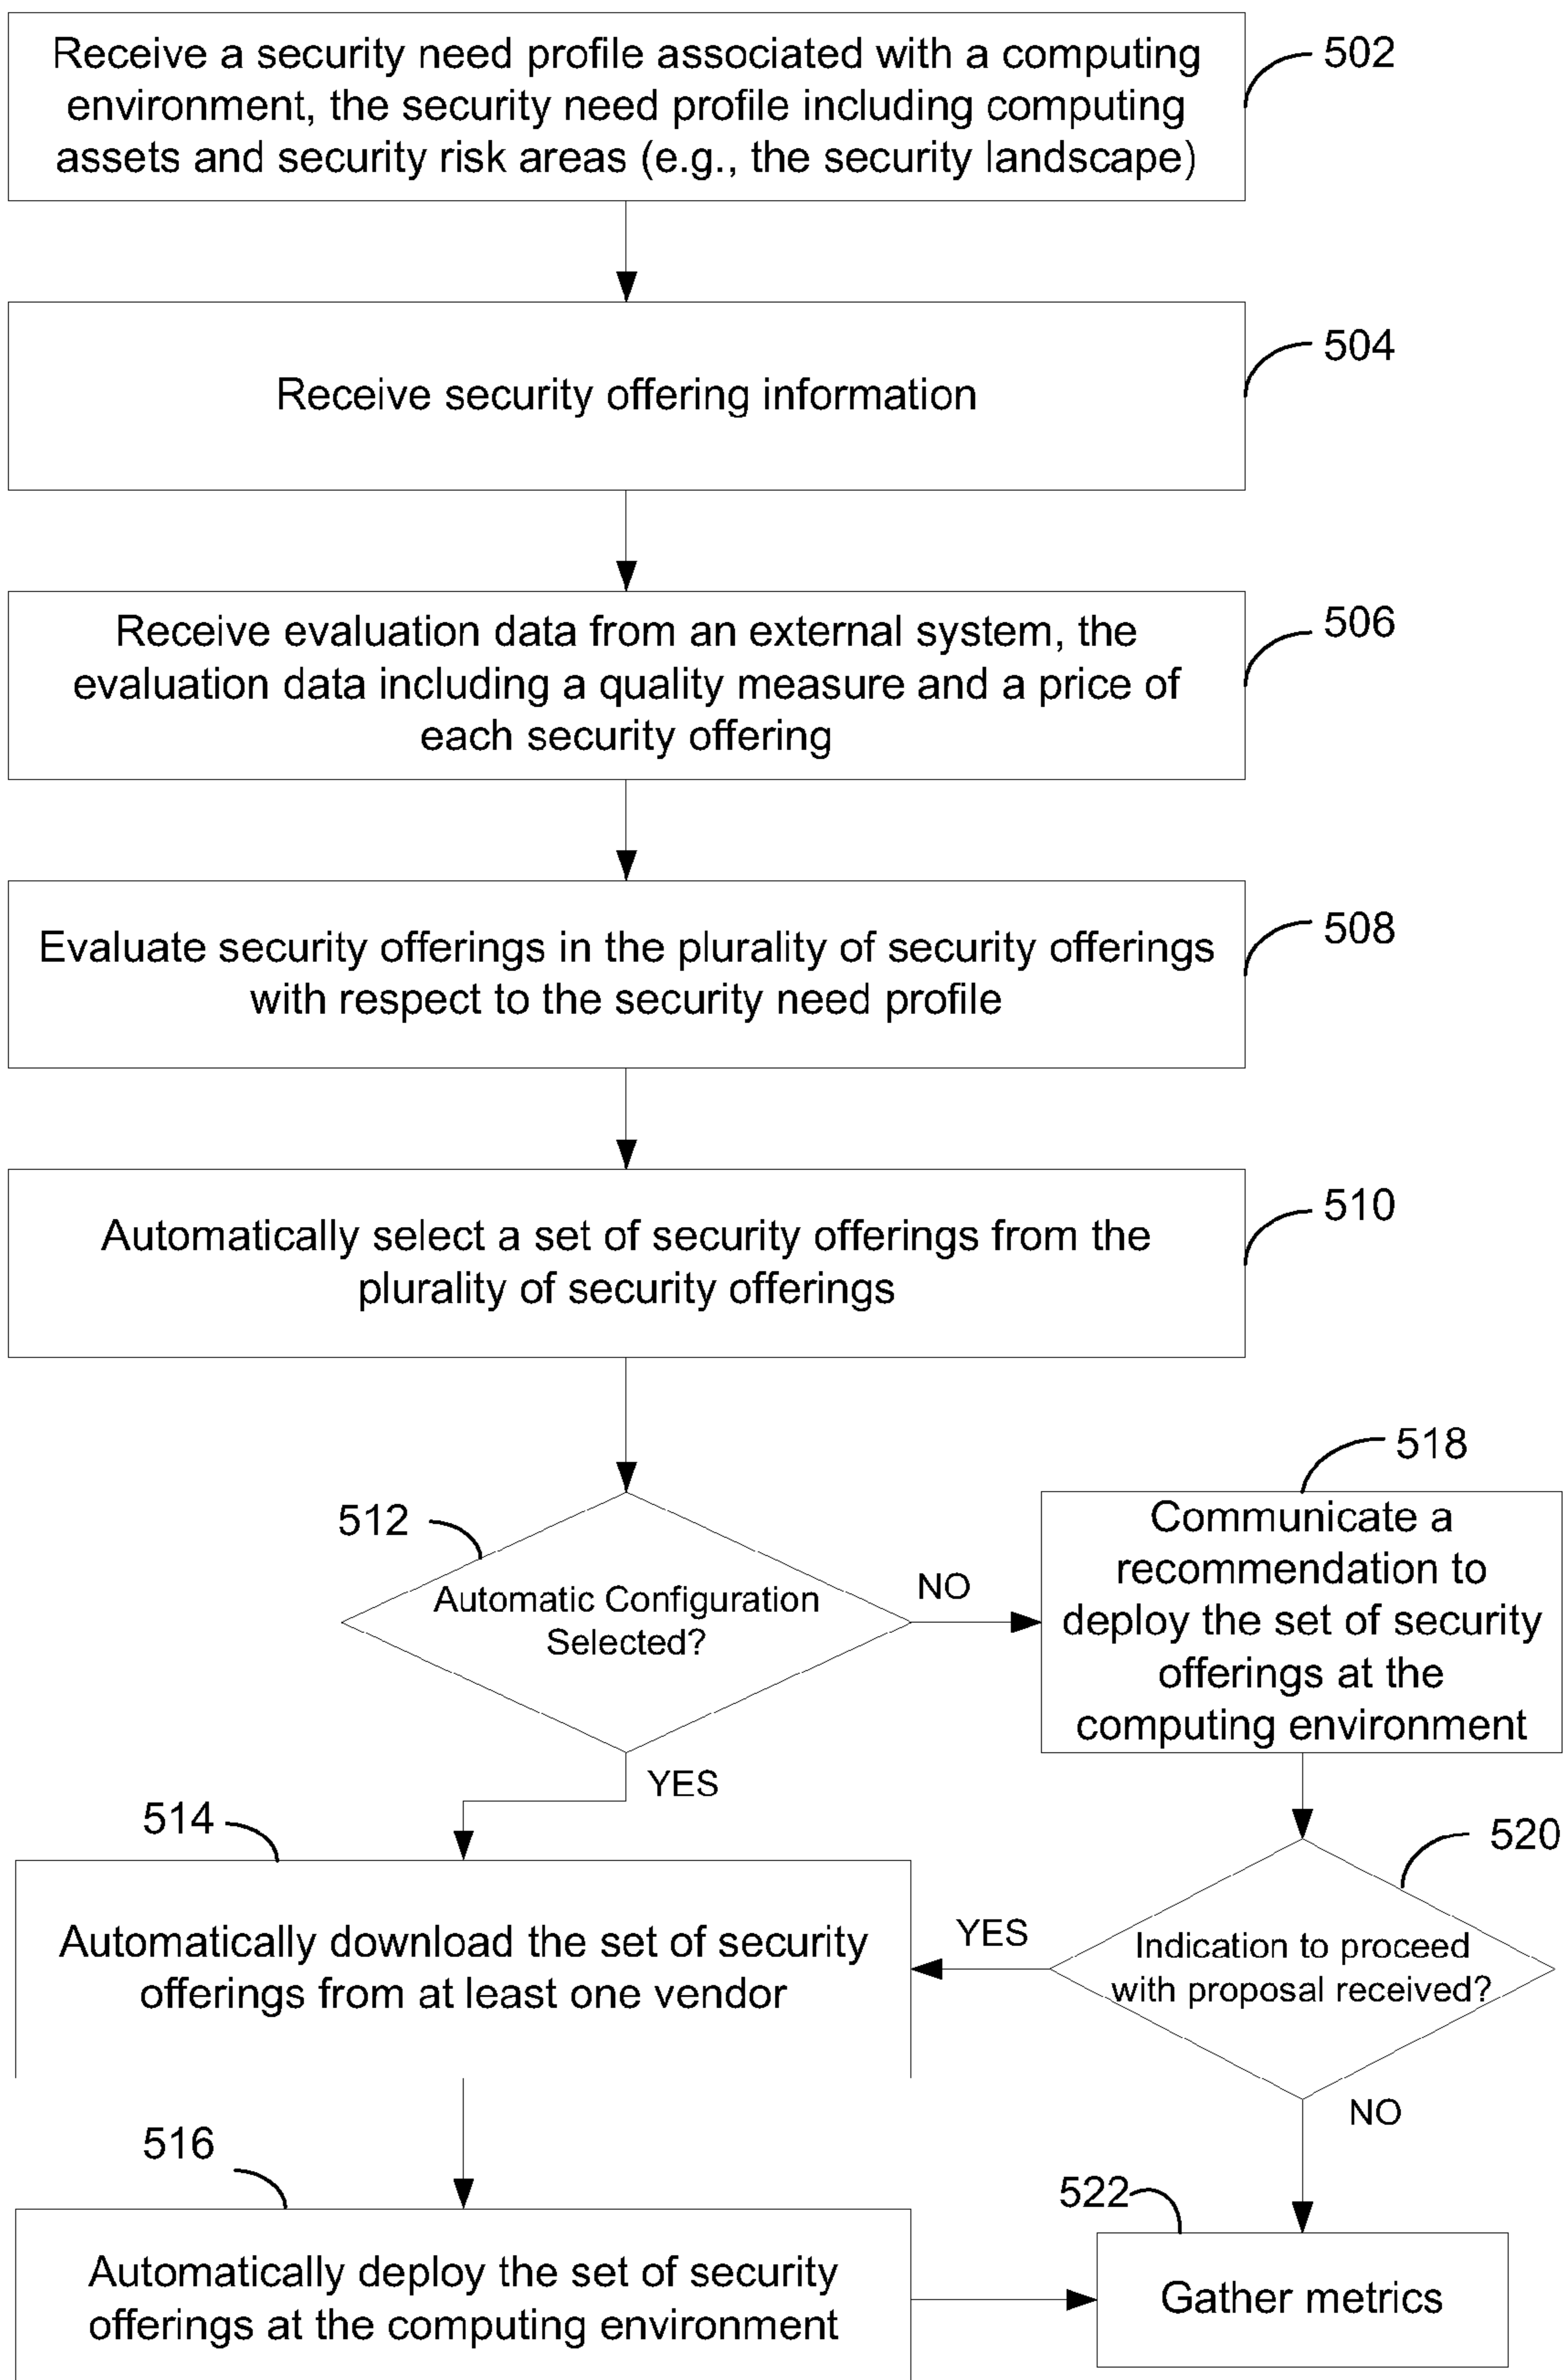 Receive a security need profile associated with a computing
environment, the security need profile including computing
assets and security risk areas (e.g., the security landscape)
502
Receive security offering information
504
Receive evaluation data from an external system, the
evaluation data including a quality measure and a price of
each security offering
506
Evaluate security offerings in the plurality of security offerings
with respect to the security need profile
508
Automatically select a set of security offerings from the
plurality of security offerings
510
512
Automatic Configuration
Selected?
NO
YES
518
Communicate a
recommendation to
deploy the set of security
offerings at the
computing environment
514
Automatically download the set of security
offerings from at least one vendor
520
Indication to proceed
with proposal received?
YES
NO
516
Automatically deploy the set of security
offerings at the computing environment
522
Gather metrics